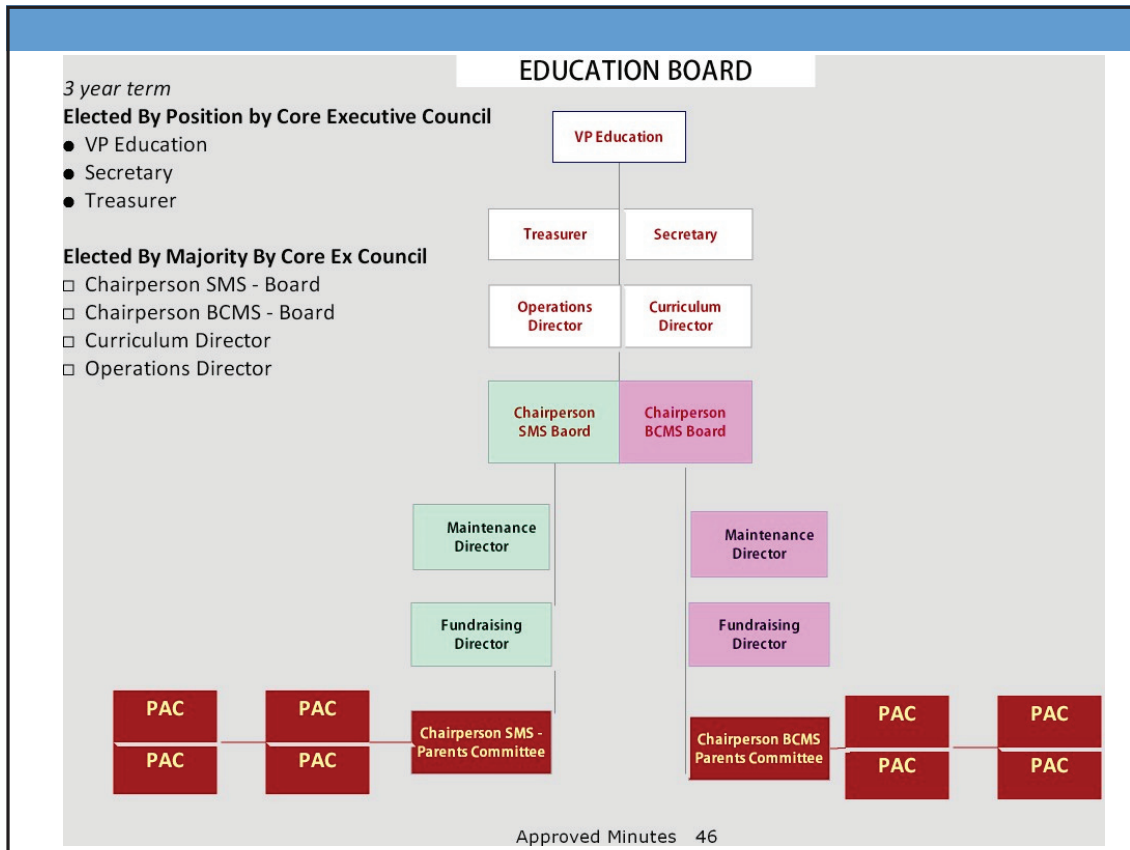 EDUCATION BOARD
3 year term
Elected By Position by Core Executive Council
● VP Education
● Secretary
● Treasurer
Elected By Majority By Core Ex Council
□ Chairperson SMS - Board
□ Chairperson BCMS - Board
□ Curriculum Director
□ Operations Director
VP Education
Treasurer
Secretary
Operations
Director
Curriculum
Director
Chairperson
SMS Baord
Chairperson
BCMS Board
Maintenance
Director
Maintenance
Director
Fundraising
Director
Fundraising
Director
PAC
PAC
PAC
PAC
Chairperson SMS -
Parents Committee
Chairperson BCMS
Parents Committee
PAC
PAC
PAC
PAC
Approved Minutes 46